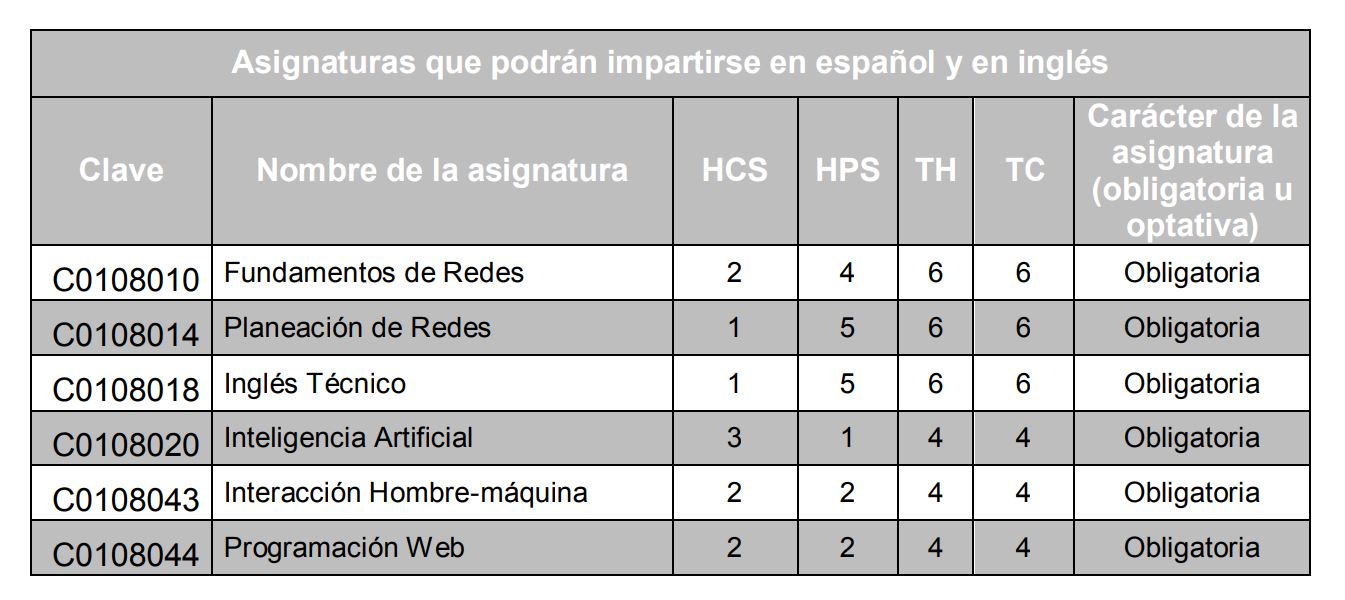 Asignaturas que podrán impartirse en español y en inglés
Clave Nombre de la asignatura HCS HPS TH TC Carácter de la asignatura (obligatoria u optativa)
C0108010 Fundamentos de Redes 2 4 6 6 Obligatoria
C0108014 Planeación de Redes 1 5 6 6 Obligatoria
C0108018 Inglés Técnico 1 5 6 6 Obligatoria
C0108020 Inteligencia Artificial 3 1 4 4 Obligatoria
C0108043 Interacción Hombre-máquina 2 2 4 4 Obligatoria
C0108044 Programación Web 2 2 4 4 Obligatoria